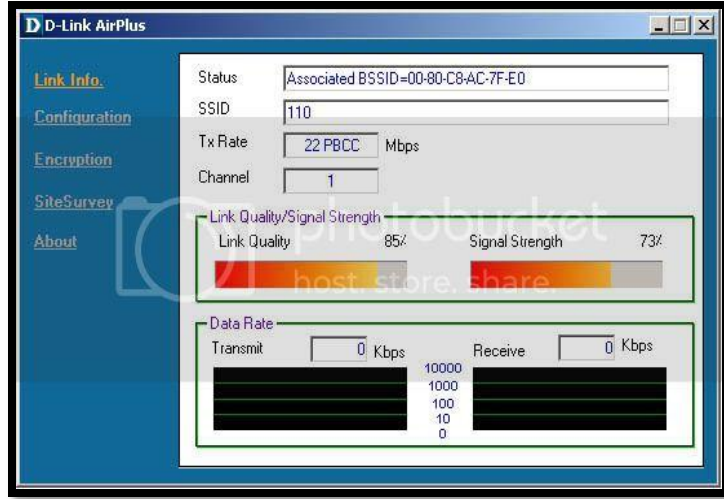 D D-Link AirPlus
Link Info.
Configuration
Encryption
SiteSurvey
About
Status Associated BSSID=00-80-C8-AC-7F-E0
SSID 110
Tx Rate 22 PBCC Mbps
Channel 1
Link Quality/Signal Strength
Link Quality 85% Signal Strength 73%
Data Rate
Transmit 0 Kbps Receive 0 Kbps
10000
1000
100
10
0
photobucket
host. store. share.